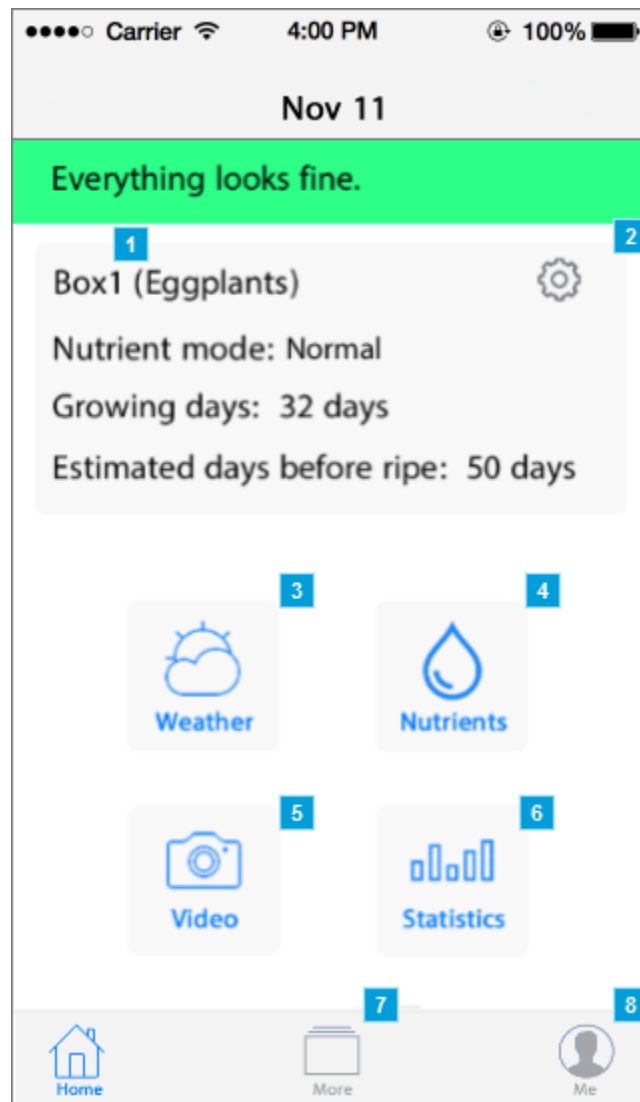 Carrier 4:00 PM 100%
Nov 11
Everything looks fine.
1 2
Box1 (Eggplants)
Nutrient mode: Normal
Growing days: 32 days
Estimated days before ripe: 50 days
3 4
Weather Nutrients
5 6
Video Statistics
7 8
Home More Me